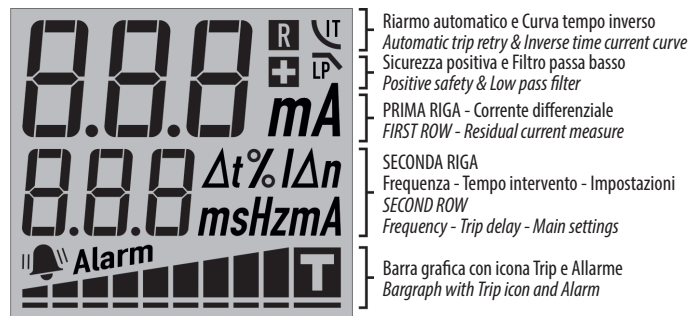 8.8.8 R IT
LP
mA
8.8.8 Δt% IΔn
msHzmA
Alarm
T
Riarmo automatico e Curva tempo inverso
Automatic trip retry & Inverse time current curve
Sicurezza positiva e Filtro passa basso
Positive safety & Low pass filter
PRIMA RIGA - Corrente differenziale
FIRST ROW - Residual current measure
SECONDA RIGA
Frequenza - Tempo intervento - Impostazioni
SECOND ROW
Frequency - Trip delay - Main settings
Barra grafica con icona Trip e Allarme
Bargraph with Trip icon and Alarm